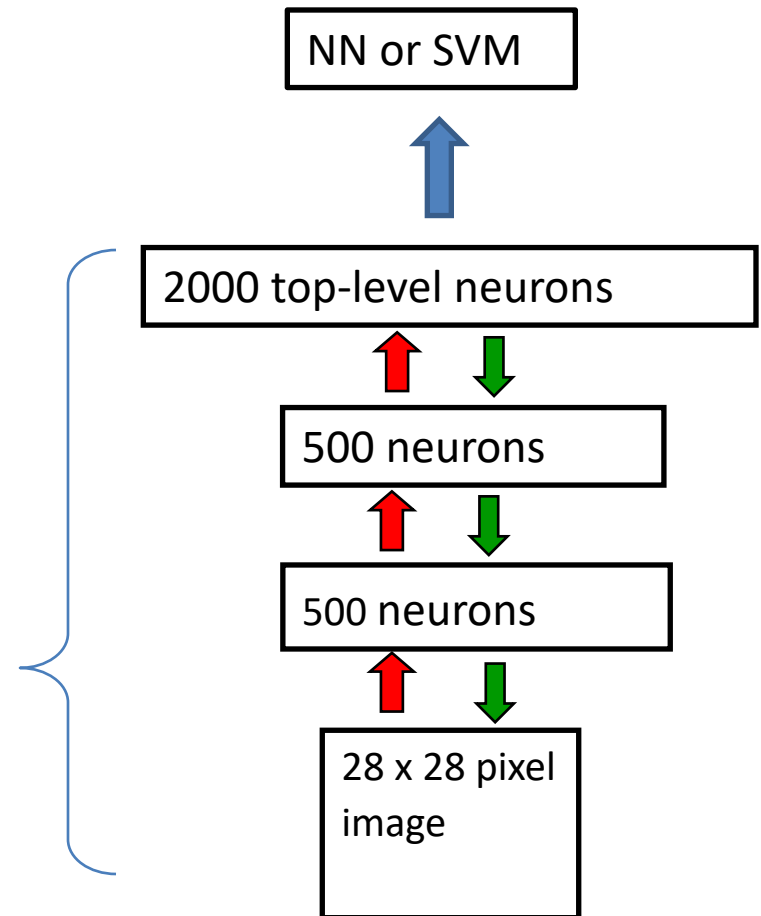 NN or SVM
2000 top-level neurons
500 neurons
500 neurons
28 x 28 pixel
image